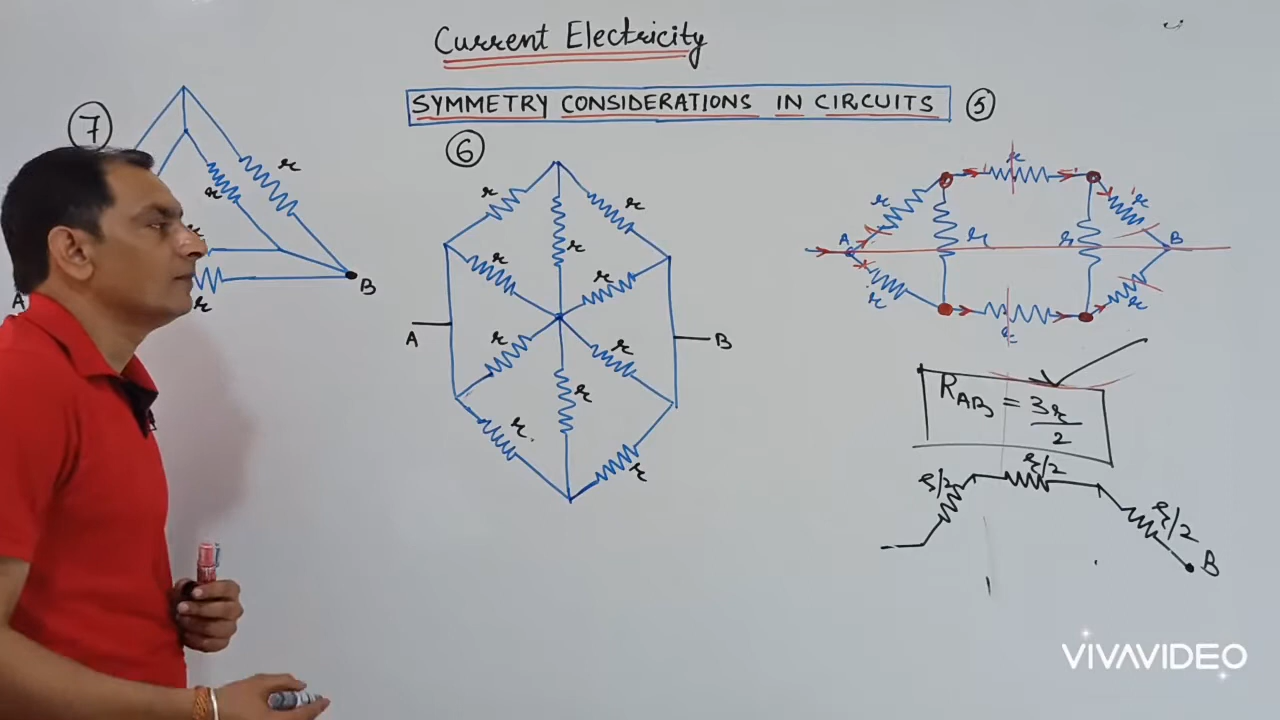 Current Electricity
SYMMETRY CONSIDERATIONS IN CIRCUITS
5
7
r
r
r
r
A
B
6
r
r
r
r
r
r
r
r
r
r
A
B
r
r
r
r
r
r
r
r
A
B
R_AB = 3r/2
r/2
r/2
r/2
B
VIVAVIDEO